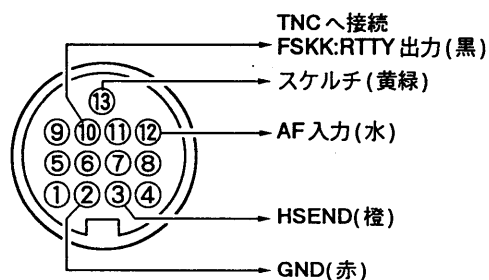 TNCへ接続
FSKK:RTTY出力(黒)
スケルチ(黄緑)
⑬
⑨⑩⑪⑫
AF入力(水)
⑤⑥⑦⑧
①②③④
HSEND(橙)
GND(赤)